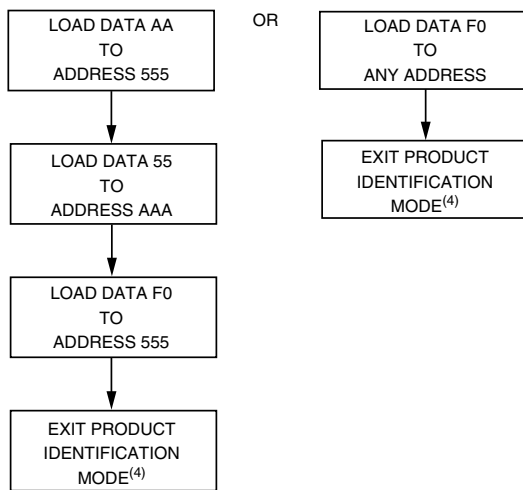 LOAD DATA AA
TO
ADDRESS 555
LOAD DATA 55
TO
ADDRESS AAA
LOAD DATA F0
TO
ADDRESS 555
EXIT PRODUCT
IDENTIFICATION
MODE(4)
OR
LOAD DATA F0
TO
ANY ADDRESS
EXIT PRODUCT
IDENTIFICATION
MODE(4)